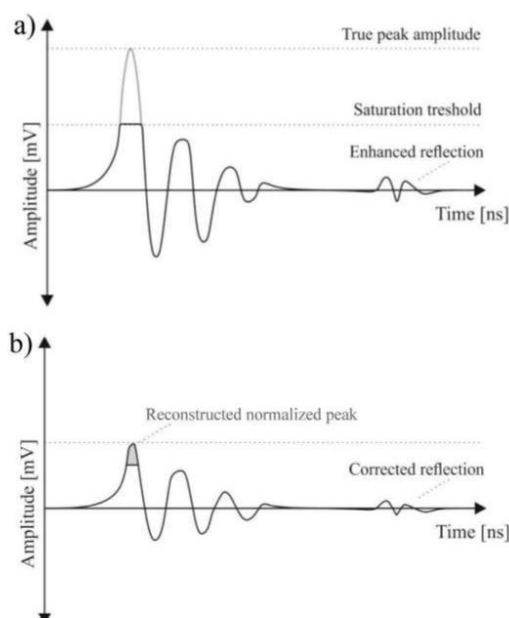 a)
True peak amplitude
Saturation treshold
Enhanced reflection
Amplitude [mV]
Time [ns]
b)
Reconstructed normalized peak
Corrected reflection
Amplitude [mV]
Time [ns]